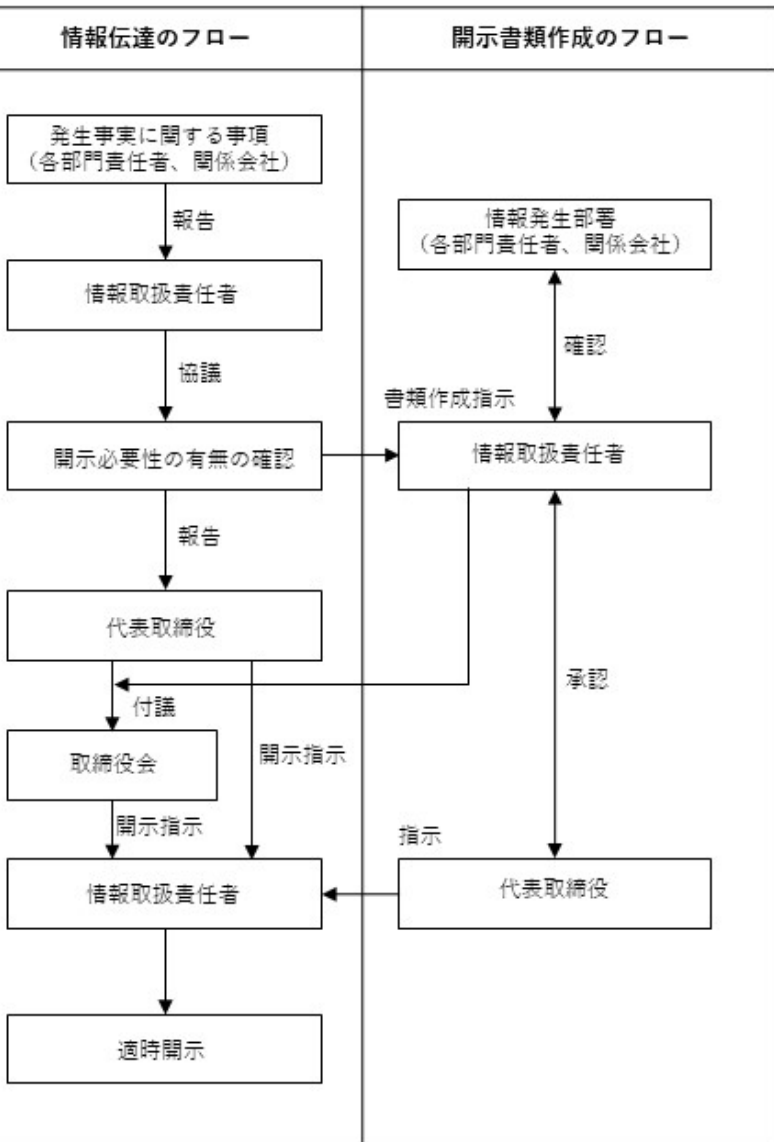 情報伝達のフロー
開示書類作成のフロー
発生事実に関する事項
（各部門責任者、関係会社）
報告
情報取扱責任者
協議
開示必要性の有無の確認
報告
代表取締役
付議
開示指示
取締役会
開示指示
情報取扱責任者
適時開示
情報発生部署
（各部門責任者、関係会社）
確認
書類作成指示
情報取扱責任者
承認
指示
代表取締役